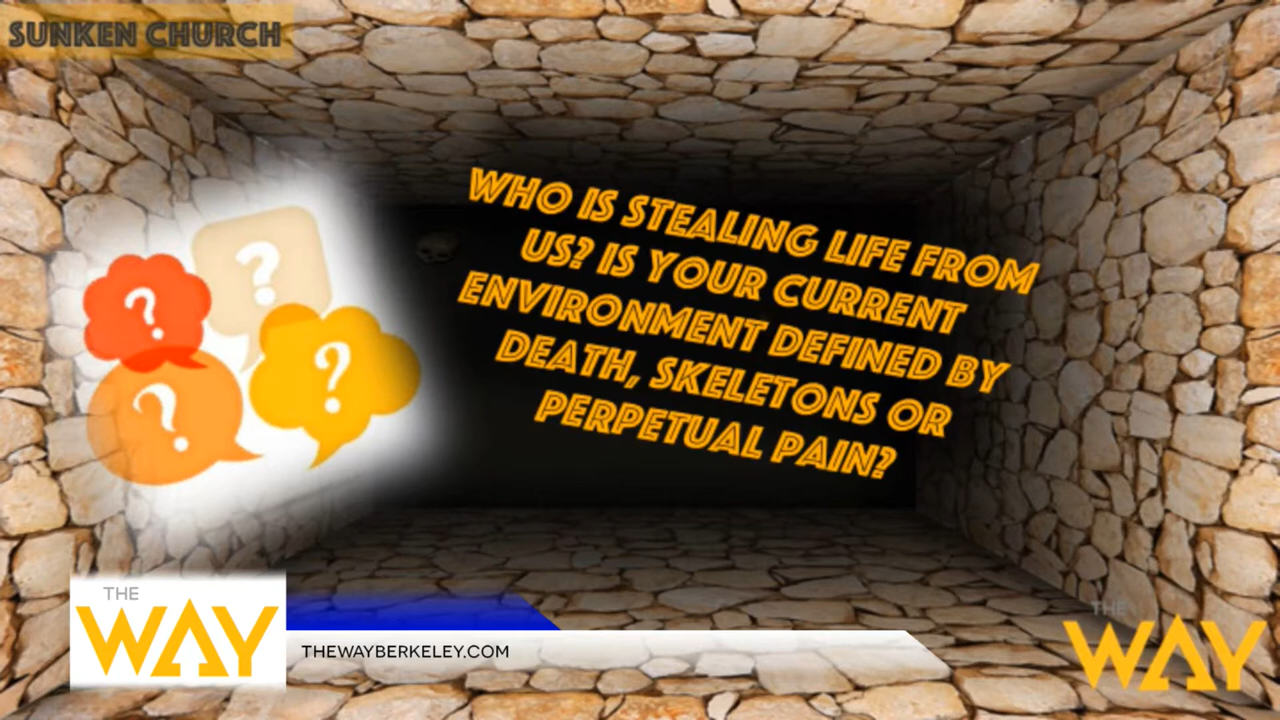 SUNKEN CHURCH
?
?
?
?
WHO IS STEALING LIFE FROM
US? IS YOUR CURRENT
ENVIRONMENT DEFINED BY
DEATH, SKELETONS OR
PERPETUAL PAIN?
THE
WAY
THEWAYBERKELEY.COM
THE
WAY